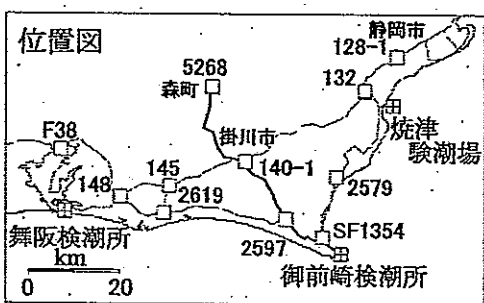 位置図
静岡市
128-1
5268
132
森町
焼津
験潮場
F38
掛川市
145
140-1
148
2619
2579
舞阪検潮所
2597
SF1354
km
0 20
御前崎検潮所